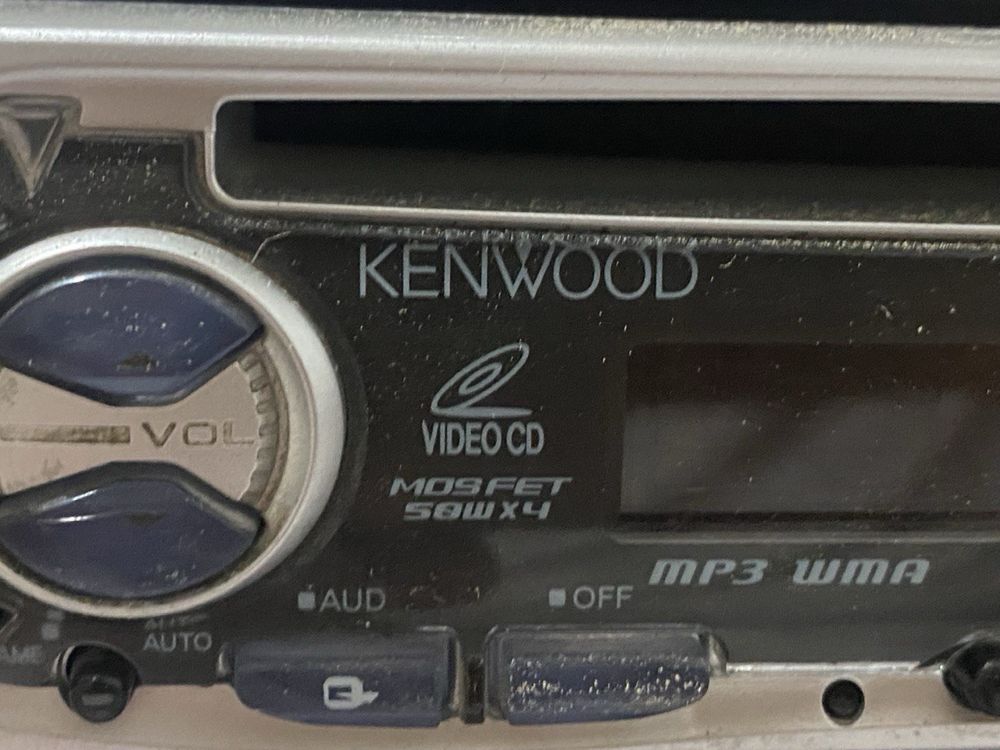 KENWOOD
VOL
VIDEO CD
MOSFET
50WX4
MP3 WMA
AUD
OFF
AUTO